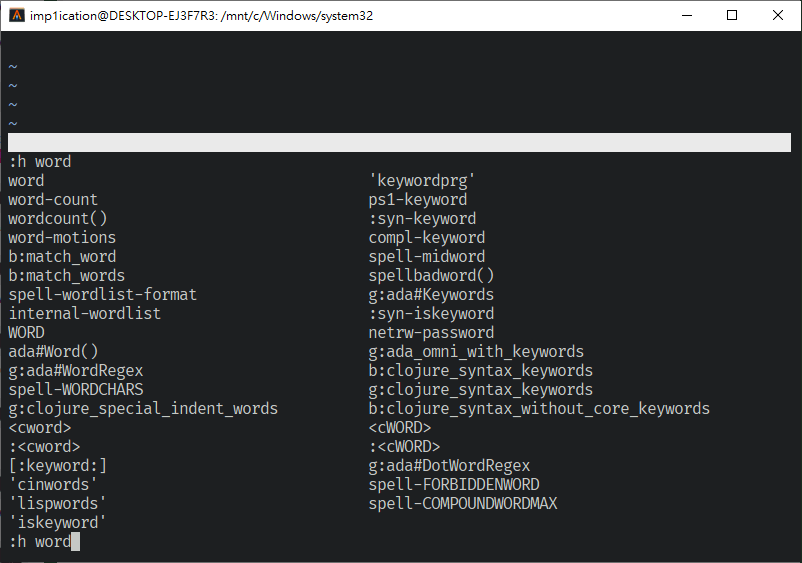 imp1ication@DESKTOP-EJ3F7R3: /mnt/c/Windows/system32
~
~
~
~
:h word
word 'keywordprg'
word-count ps1-keyword
wordcount() :syn-keyword
word-motions compl-keyword
b:match_word spell-midword
b:match_words spellbadword()
spell-wordlist-format g:ada#Keywords
internal-wordlist :syn-iskeyword
WORD netrw-password
ada#Word() g:ada_omni_with_keywords
g:ada#WordRegex b:clojure_syntax_keywords
spell-WORDCHARS g:clojure_syntax_keywords
g:clojure_special_indent_words b:clojure_syntax_without_core_keywords
<cword> <cWORD>
:<cword> :<cWORD>
[:keyword:] g:ada#DotWordRegex
'cinwords' spell-FORBIDDENWORD
'lispwords' spell-COMPOUNDWORDMAX
'iskeyword'
:h word